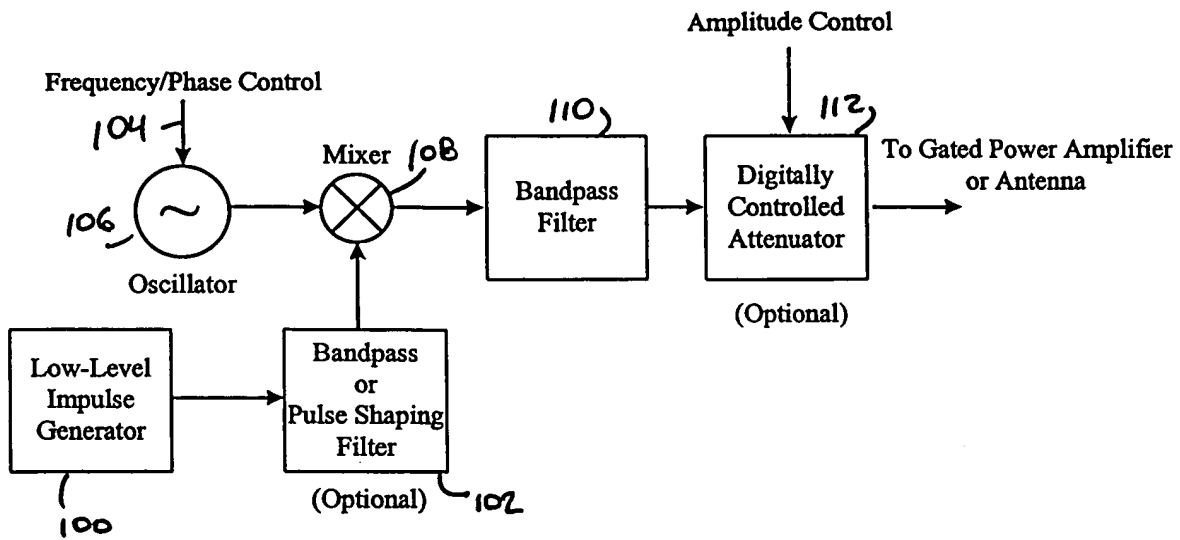 Amplitude Control
Frequency/Phase Control
104
110
112
Mixer
108
To Gated Power Amplifier
or Antenna
106
~
Bandpass
Filter
Digitally
Controlled
Attenuator
Oscillator
(Optional)
Low-Level
Impulse
Generator
Bandpass
or
Pulse Shaping
Filter
(Optional)
102
100